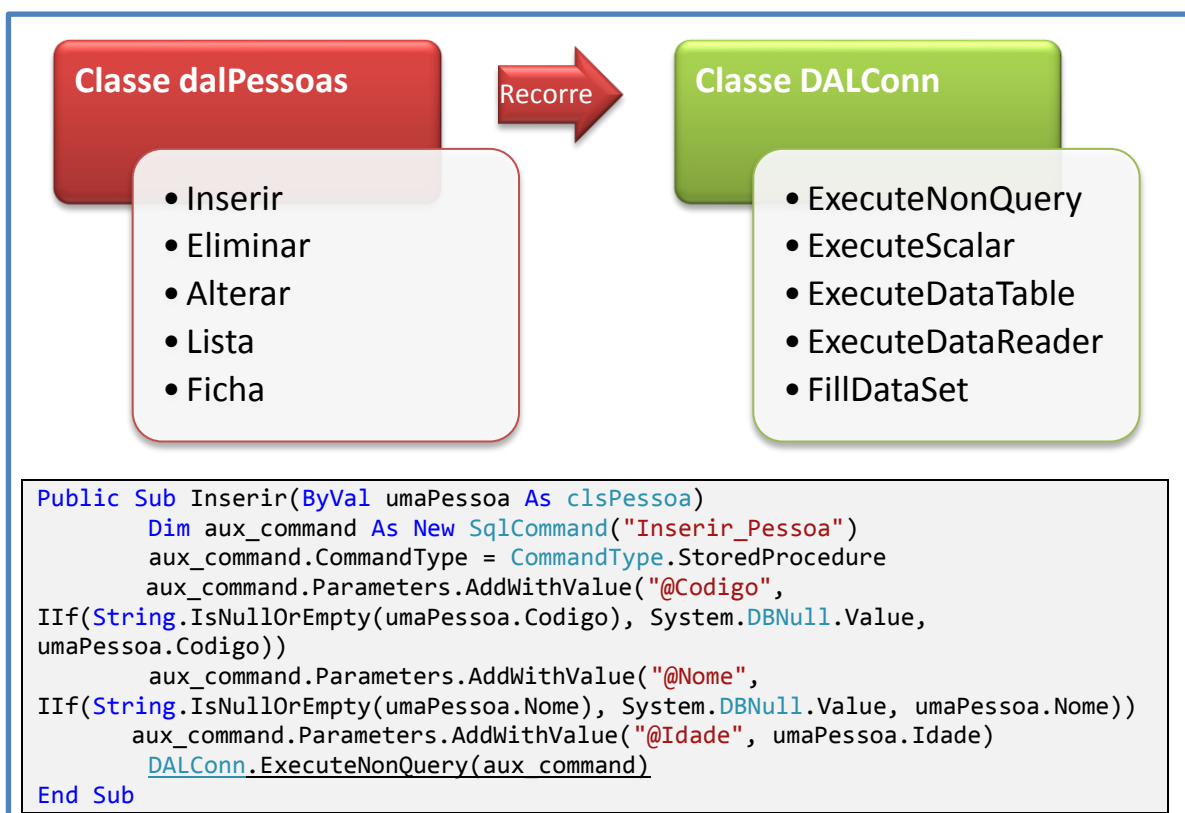 Classe dalPessoas
Recorre
Classe DALConn
• Inserir
• Eliminar
• Alterar
• Lista
• Ficha
• ExecuteNonQuery
• ExecuteScalar
• ExecuteDataTable
• ExecuteDataReader
• FillDataSet
Public Sub Inserir(ByVal umaPessoa As clsPessoa)
Dim aux_command As New SqlCommand("Inserir_Pessoa")
aux_command.CommandType = CommandType.StoredProcedure
aux_command.Parameters.AddWithValue("@Codigo",
IIf(String.IsNullOrEmpty(umaPessoa.Codigo), System.DBNull.Value,
umaPessoa.Codigo))
aux_command.Parameters.AddWithValue("@Nome",
IIf(String.IsNullOrEmpty(umaPessoa.Nome), System.DBNull.Value, umaPessoa.Nome))
aux_command.Parameters.AddWithValue("@Idade", umaPessoa.Idade)
DALConn.ExecuteNonQuery(aux_command)
End Sub